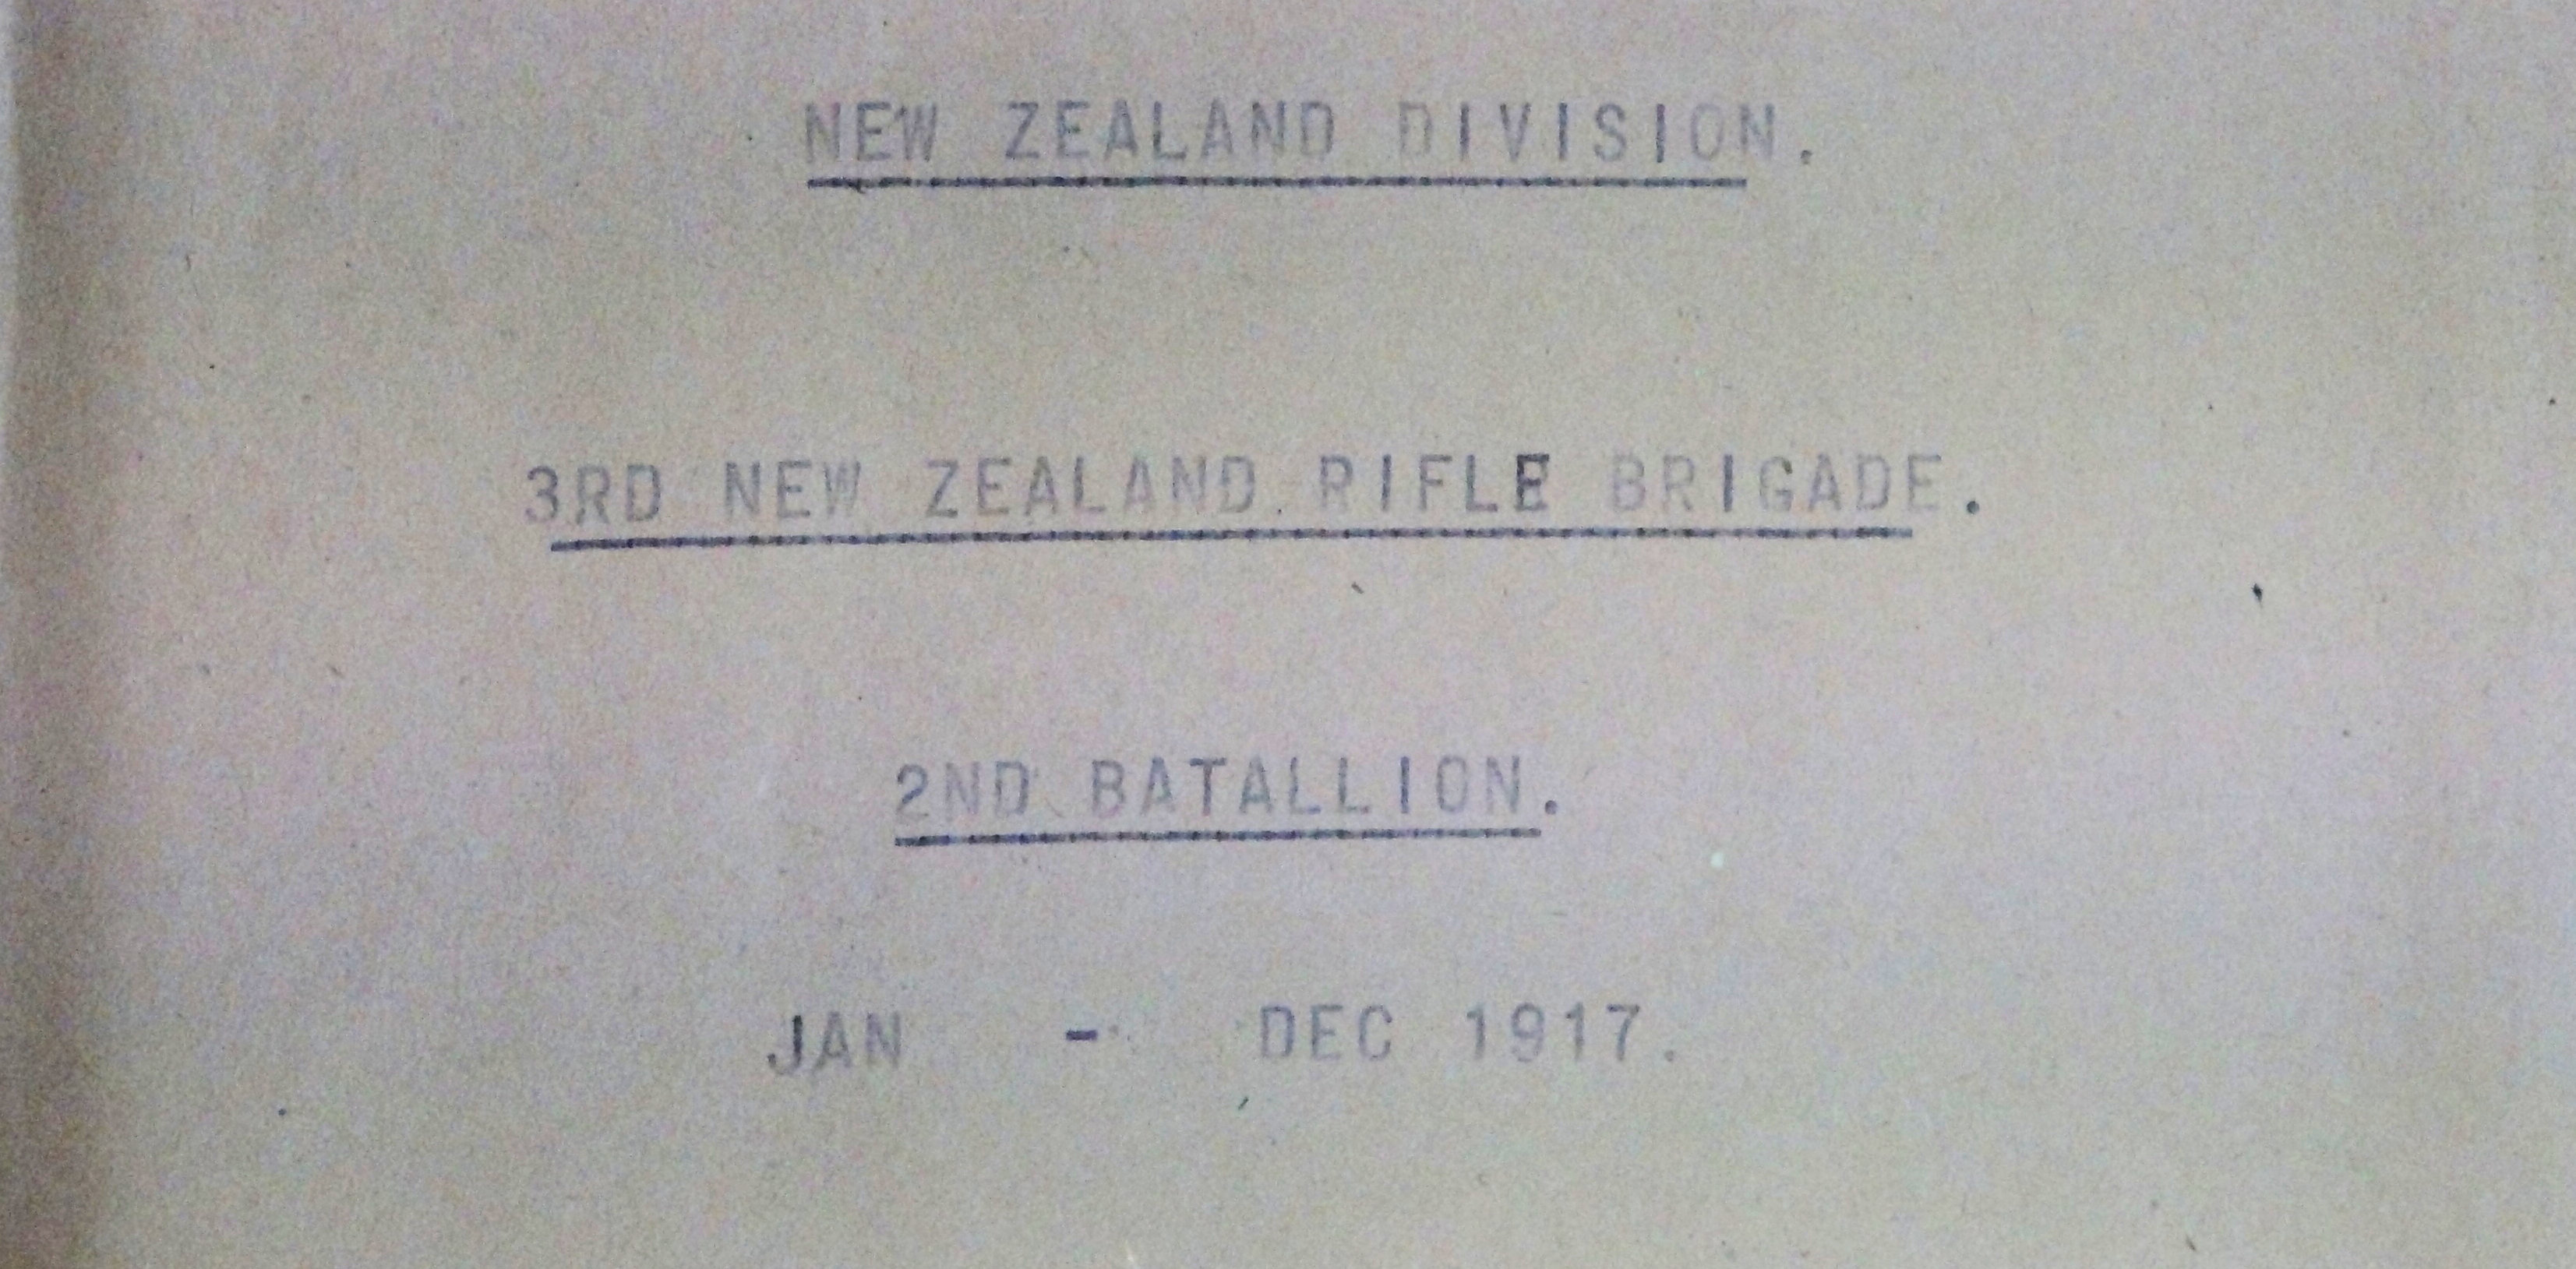 NEW ZEALAND DIVISION.
3RD NEW ZEALAND RIFLE BRIGADE.
2ND BATALLION.
JAN - DEC 1917.